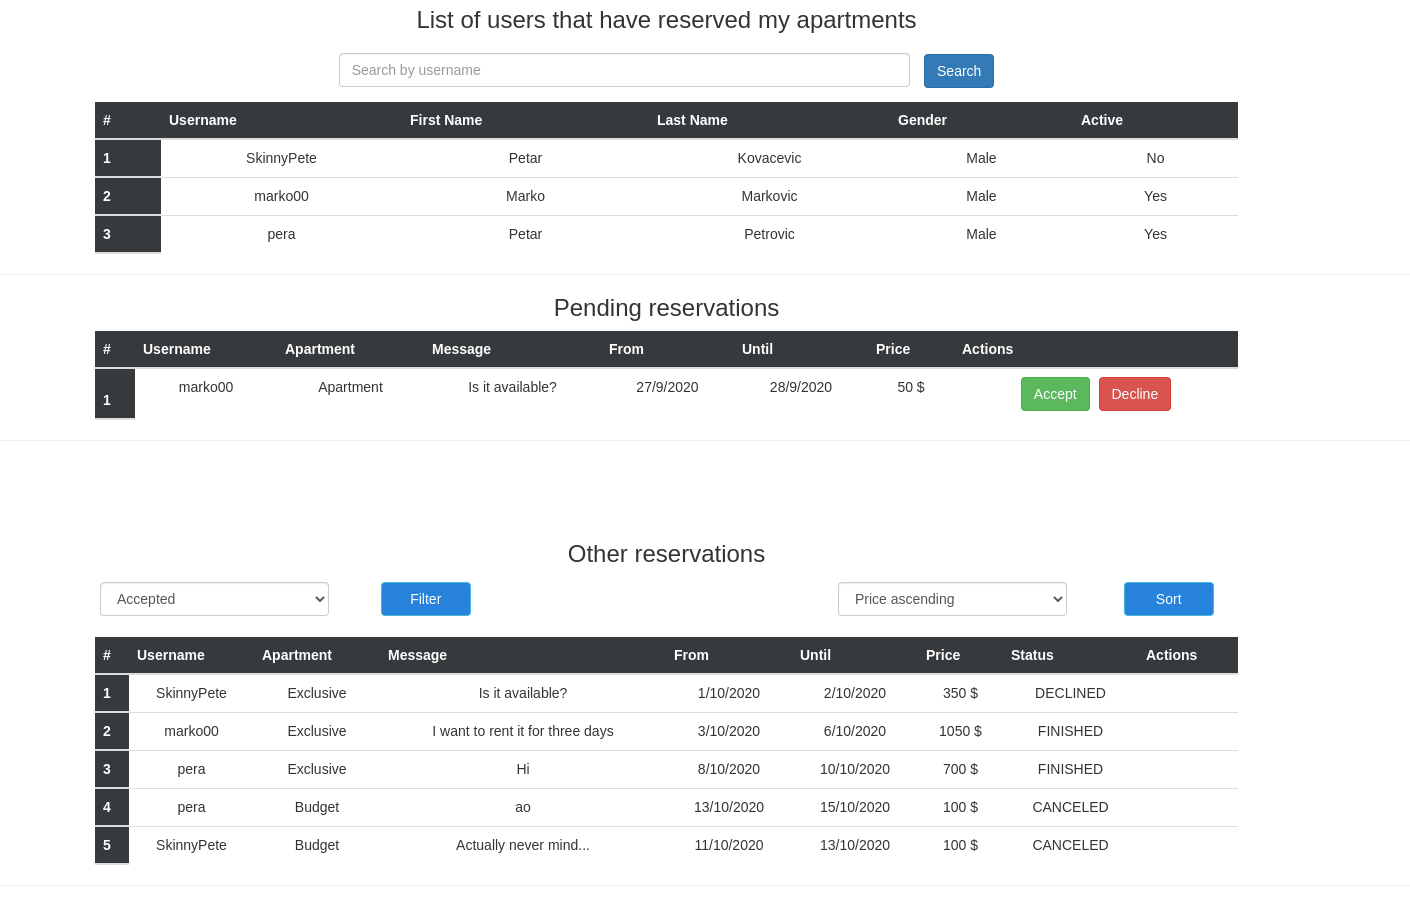 List of users that have reserved my apartments
Search by username Search
# Username First Name Last Name Gender Active
1 SkinnyPete Petar Kovacevic Male No
2 marko00 Marko Markovic Male Yes
3 pera Petar Petrovic Male Yes
Pending reservations
# Username Apartment Message From Until Price Actions
1 marko00 Apartment Is it available? 27/9/2020 28/9/2020 50 $ Accept Decline
Other reservations
Accepted Filter Price ascending Sort
# Username Apartment Message From Until Price Status Actions
1 SkinnyPete Exclusive Is it available? 1/10/2020 2/10/2020 350 $ DECLINED
2 marko00 Exclusive I want to rent it for three days 3/10/2020 6/10/2020 1050 $ FINISHED
3 pera Exclusive Hi 8/10/2020 10/10/2020 700 $ FINISHED
4 pera Budget ao 13/10/2020 15/10/2020 100 $ CANCELED
5 SkinnyPete Budget Actually never mind... 11/10/2020 13/10/2020 100 $ CANCELED